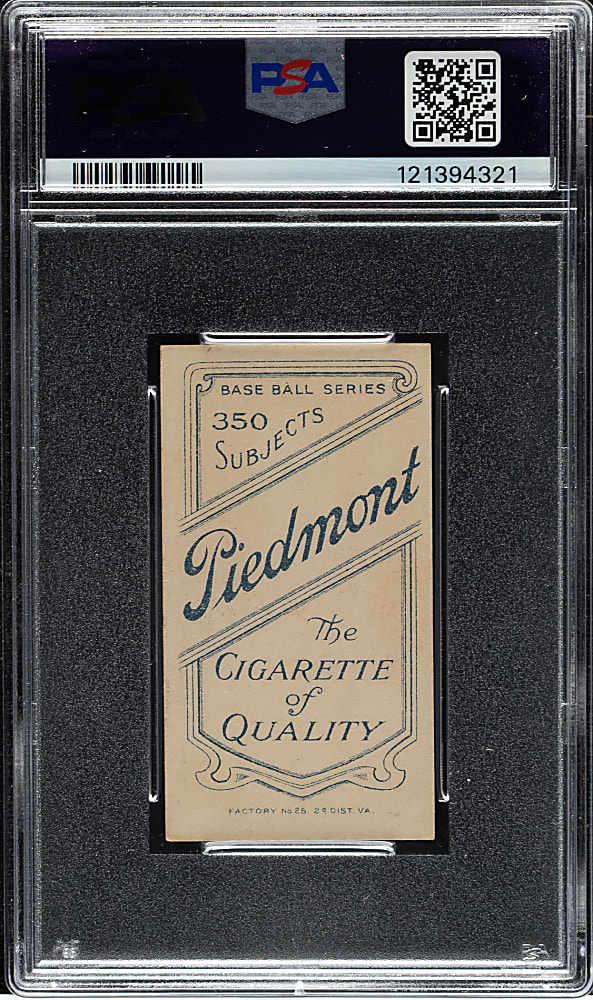 PSA
121394321
BASE BALL SERIES
350
SUBJECTS
Piedmont
The
CIGARETTE
of
QUALITY
FACTORY No 25. 2d DIST. VA.